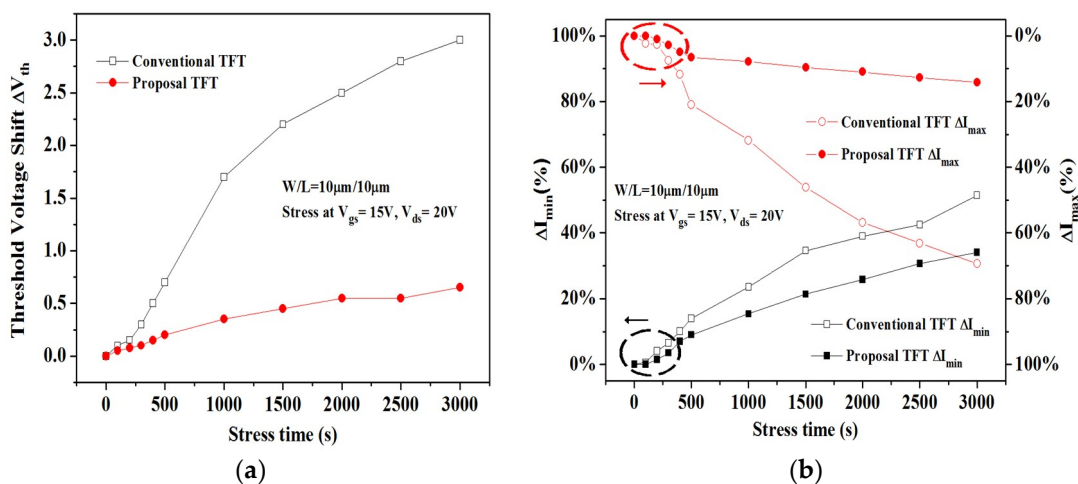 Threshold Voltage Shift ΔVth
3.0
2.5
2.0
1.5
1.0
0.5
0.0
Conventional TFT
Proposal TFT
W/L=10μm/10μm
Stress at Vgs= 15V, Vds= 20V
0 500 1000 1500 2000 2500 3000
Stress time (s)
(a)
ΔImin(%)
100%
80%
60%
40%
20%
0%
Conventional TFT ΔImax
Proposal TFT ΔImax
W/L=10μm/10μm
Stress at Vgs= 15V, Vds= 20V
Conventional TFT ΔImin
Proposal TFT ΔImin
0%
20%
40%
60%
80%
100%
ΔImax(%)
0 500 1000 1500 2000 2500 3000
Stress time (s)
(b)